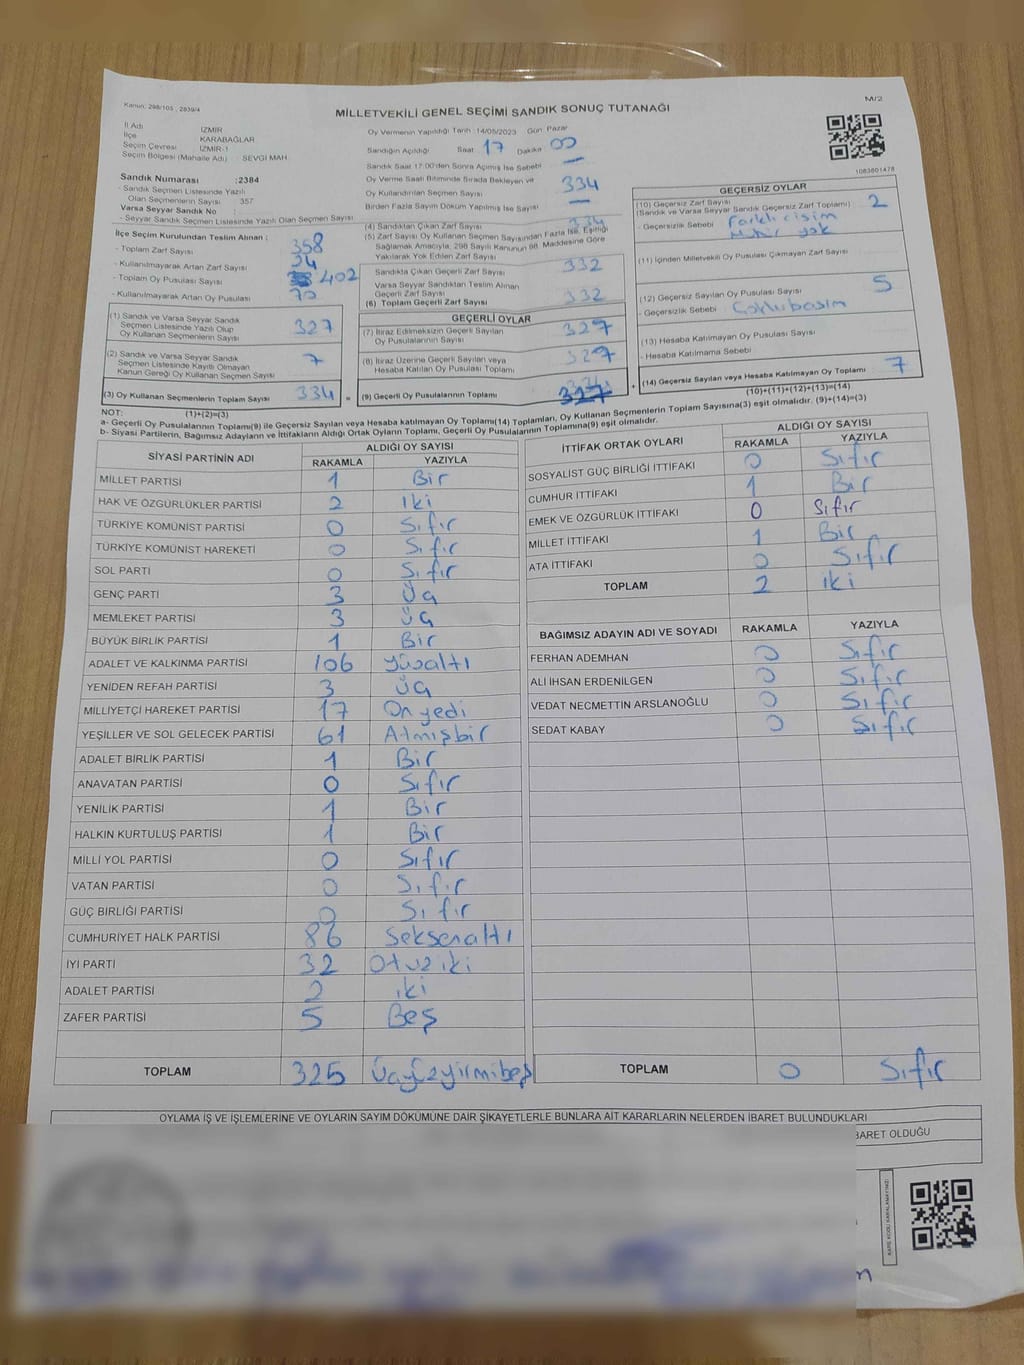 Kanun: 298/105 , 2839/4
M/2
MİLLETVEKİLİ GENEL SEÇİMİ SANDIK SONUÇ TUTANAĞI
İl Adı İZMİR
İlçe KARABAĞLAR
Seçim Çevresi İZMİR-1
Seçim Bölgesi (Mahalle Adı) : SEVGİ MAH.
Sandık Numarası :2384
- Sandık Seçmen Listesinde Yazılı
Olan Seçmenlerin Sayısı : 357
Varsa Seyyar Sandık No :
- Seyyar Sandık Seçmen Listesinde Yazılı Olan Seçmen Sayısı
İlçe Seçim Kurulundan Teslim Alınan :
- Toplam Zarf Sayısı 358
- Kullanılmayarak Artan Zarf Sayısı 24
- Toplam Oy Pusulası Sayısı 402
- Kullanılmayarak Artan Oy Pusulası 70
(1) Sandık ve Varsa Seyyar Sandık
Seçmen Listesinde Yazılı Olup
Oy Kullanan Seçmenlerin Sayısı 327
(2) Sandık ve Varsa Seyyar Sandık
Seçmen Listesinde Kayıtlı Olmayan
Kanun Gereği Oy Kullanan Seçmen Sayısı 7
(3) Oy Kullanan Seçmenlerin Toplam Sayısı 334 =
Oy Vermenin Yapıldığı Tarih :14/05/2023 Gün: Pazar
Sandığın Açıldığı Saat 17 Dakika 00
Sandık Saat 17:00'den Sonra Açılmış İse Sebebi —
Oy Verme Saati Bitiminde Sırada Bekleyen ve
Oy Kullandırılan Seçmen Sayısı 334
Birden Fazla Sayım Döküm Yapılmış İse Sayısı —
(4) Sandıktan Çıkan Zarf Sayısı 334
(5) Zarf Sayısı Oy Kullanan Seçmen Sayısından Fazla İse, Eşitliği
Sağlamak Amacıyla, 298 Sayılı Kanunun 98. Maddesine Göre
Yakılarak Yok Edilen Zarf Sayısı
Sandıkta Çıkan Geçerli Zarf Sayısı 332
Varsa Seyyar Sandıktan Teslim Alınan
Geçerli Zarf Sayısı
(6) Toplam Geçerli Zarf Sayısı 332
GEÇERLİ OYLAR
(7) İtiraz Edilmeksizin Geçerli Sayılan
Oy Pusulalarının Toplamı 327
(8) İtiraz Üzerine Geçerli Sayılan veya
Hesaba Katılan Oy Pusulası Toplamı 327
(9) Geçerli Oy Pusulalarının Toplamı 327 +
1083801478
GEÇERSİZ OYLAR
(10) Geçersiz Zarf Sayısı
(Sandık ve Varsa Seyyar Sandık Geçersiz Zarf Toplamı) : 2
- Geçersizlik Sebebi : Farklı cisim
Mühür yok
(11) İçinden Milletvekili Oy Pusulası Çıkmayan Zarf Sayısı
(12) Geçersiz Sayılan Oy Pusulası Sayısı 5
- Geçersizlik Sebebi :
(13) Hesaba Katılmayan Oy Pusulası Sayısı
- Hesaba Katılmama Sebebi
(14) Geçersiz Sayılan veya Hesaba Katılmayan Oy Toplamı 7
(10)+(11)+(12)+(13)=(14)
NOT: (1)+(2)=(3)
a- Geçerli Oy Pusulalarının Toplamı(9) ile Geçersiz Sayılan veya Hesaba katılmayan Oy Toplamı(14) Toplamları, Oy Kullanan Seçmenlerin Toplam Sayısına(3) eşit olmalıdır. (9)+(14)=(3)
b- Siyasi Partilerin, Bağımsız Adayların ve İttifakların Aldığı Ortak Oyların Toplamı, Geçerli Oy Pusulalarının Toplamına(9) eşit olmalıdır.
SİYASİ PARTİNİN ADI ALDIĞI OY SAYISI
RAKAMLA YAZIYLA
MİLLET PARTİSİ 1 Bir
HAK VE ÖZGÜRLÜKLER PARTİSİ 2 İki
TÜRKİYE KOMÜNİST PARTİSİ 0 Sıfır
TÜRKİYE KOMÜNİST HAREKETİ 0 Sıfır
SOL PARTİ 0 Sıfır
GENÇ PARTİ 3 Üç
MEMLEKET PARTİSİ 3 Üç
BÜYÜK BİRLİK PARTİSİ 1 Bir
ADALET VE KALKINMA PARTİSİ 106 Yüzaltı
YENİDEN REFAH PARTİSİ 3 Üç
MİLLİYETÇİ HAREKET PARTİSİ 17 Onyedi
YEŞİLLER VE SOL GELECEK PARTİSİ 61 Atmışbir
ADALET BİRLİK PARTİSİ 1 Bir
ANAVATAN PARTİSİ 0 Sıfır
YENİLİK PARTİSİ 1 Bir
HALKIN KURTULUŞ PARTİSİ 1 Bir
MİLLİ YOL PARTİSİ 0 Sıfır
VATAN PARTİSİ 0 Sıfır
GÜÇ BİRLİĞİ PARTİSİ 0 Sıfır
CUMHURİYET HALK PARTİSİ 86 Seksenaltı
İYİ PARTİ 32 Otuziki
ADALET PARTİSİ 2 iki
ZAFER PARTİSİ 5 Beş
TOPLAM 325 Üçyüzyirmibeş
İTTİFAK ORTAK OYLARI ALDIĞI OY SAYISI
RAKAMLA YAZIYLA
SOSYALİST GÜÇ BİRLİĞİ İTTİFAKI 0 Sıfır
CUMHUR İTTİFAKI 1 Bir
EMEK VE ÖZGÜRLÜK İTTİFAKI 0 Sıfır
MİLLET İTTİFAKI 1 Bir
ATA İTTİFAKI 0 Sıfır
TOPLAM 2 iki
BAĞIMSIZ ADAYIN ADI VE SOYADI RAKAMLA YAZIYLA
FERHAN ADEMHAN 0 Sıfır
ALİ İHSAN ERDENİLGEN 0 Sıfır
VEDAT NECMETTİN ARSLANOĞLU 0 Sıfır
SEDAT KABAY 0 Sıfır
TOPLAM 0 Sıfır
OYLAMA İŞ VE İŞLEMLERİNE VE OYLARIN SAYIM DÖKÜMÜNE DAİR ŞİKAYETLERLE BUNLARA AİT KARARLARIN NELERDEN İBARET BULUNDUKLARI
BARET OLDUĞU
KARE KODU KARALAMAYINIZ!